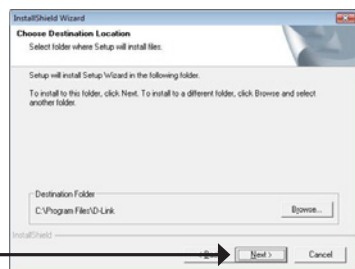 InstallShield Wizard
Choose Destination Location
Select folder where Setup will install files.
Setup will install Setup Wizard in the following folder.
To install to this folder, click Next. To install to a different folder, click Browse and select
another folder.
Destination Folder
C:\Program Files\D-Link
Browse...
InstallShield
Next >
Cancel